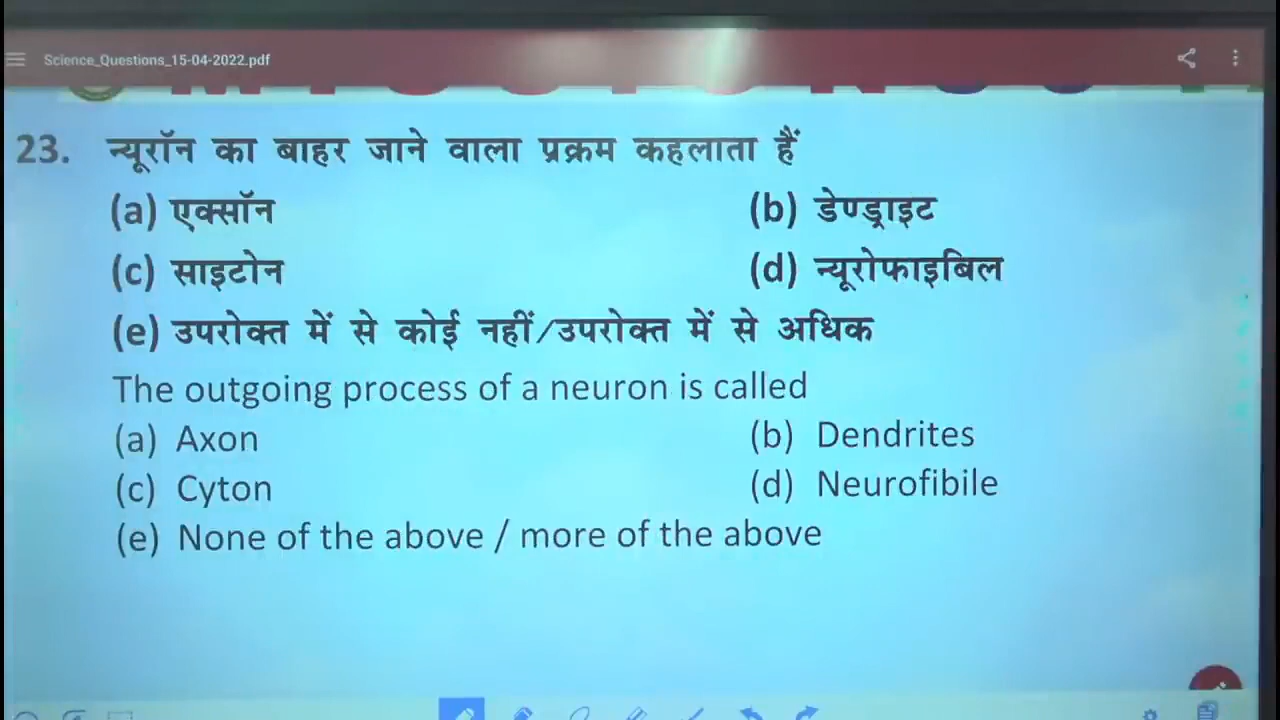 Science_Questions_15-04-2022.pdf
23. न्यूरॉन का बाहर जाने वाला प्रक्रम कहलाता हैं
(a) एक्सॉन (b) डेण्ड्राइट
(c) साइटोन (d) न्यूरोफाइबिल
(e) उपरोक्त में से कोई नहीं/उपरोक्त में से अधिक
The outgoing process of a neuron is called
(a) Axon (b) Dendrites
(c) Cyton (d) Neurofibile
(e) None of the above / more of the above